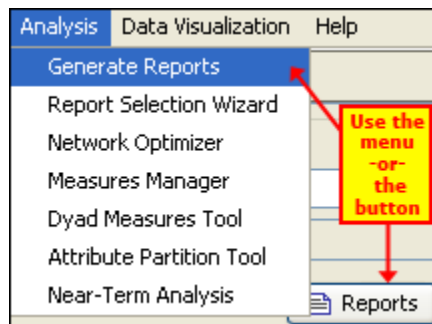 Analysis Data Visualization Help
Generate Reports
Report Selection Wizard
Network Optimizer
Measures Manager
Dyad Measures Tool
Attribute Partition Tool
Near-Term Analysis
Use the
menu
-or-
the
button
Reports